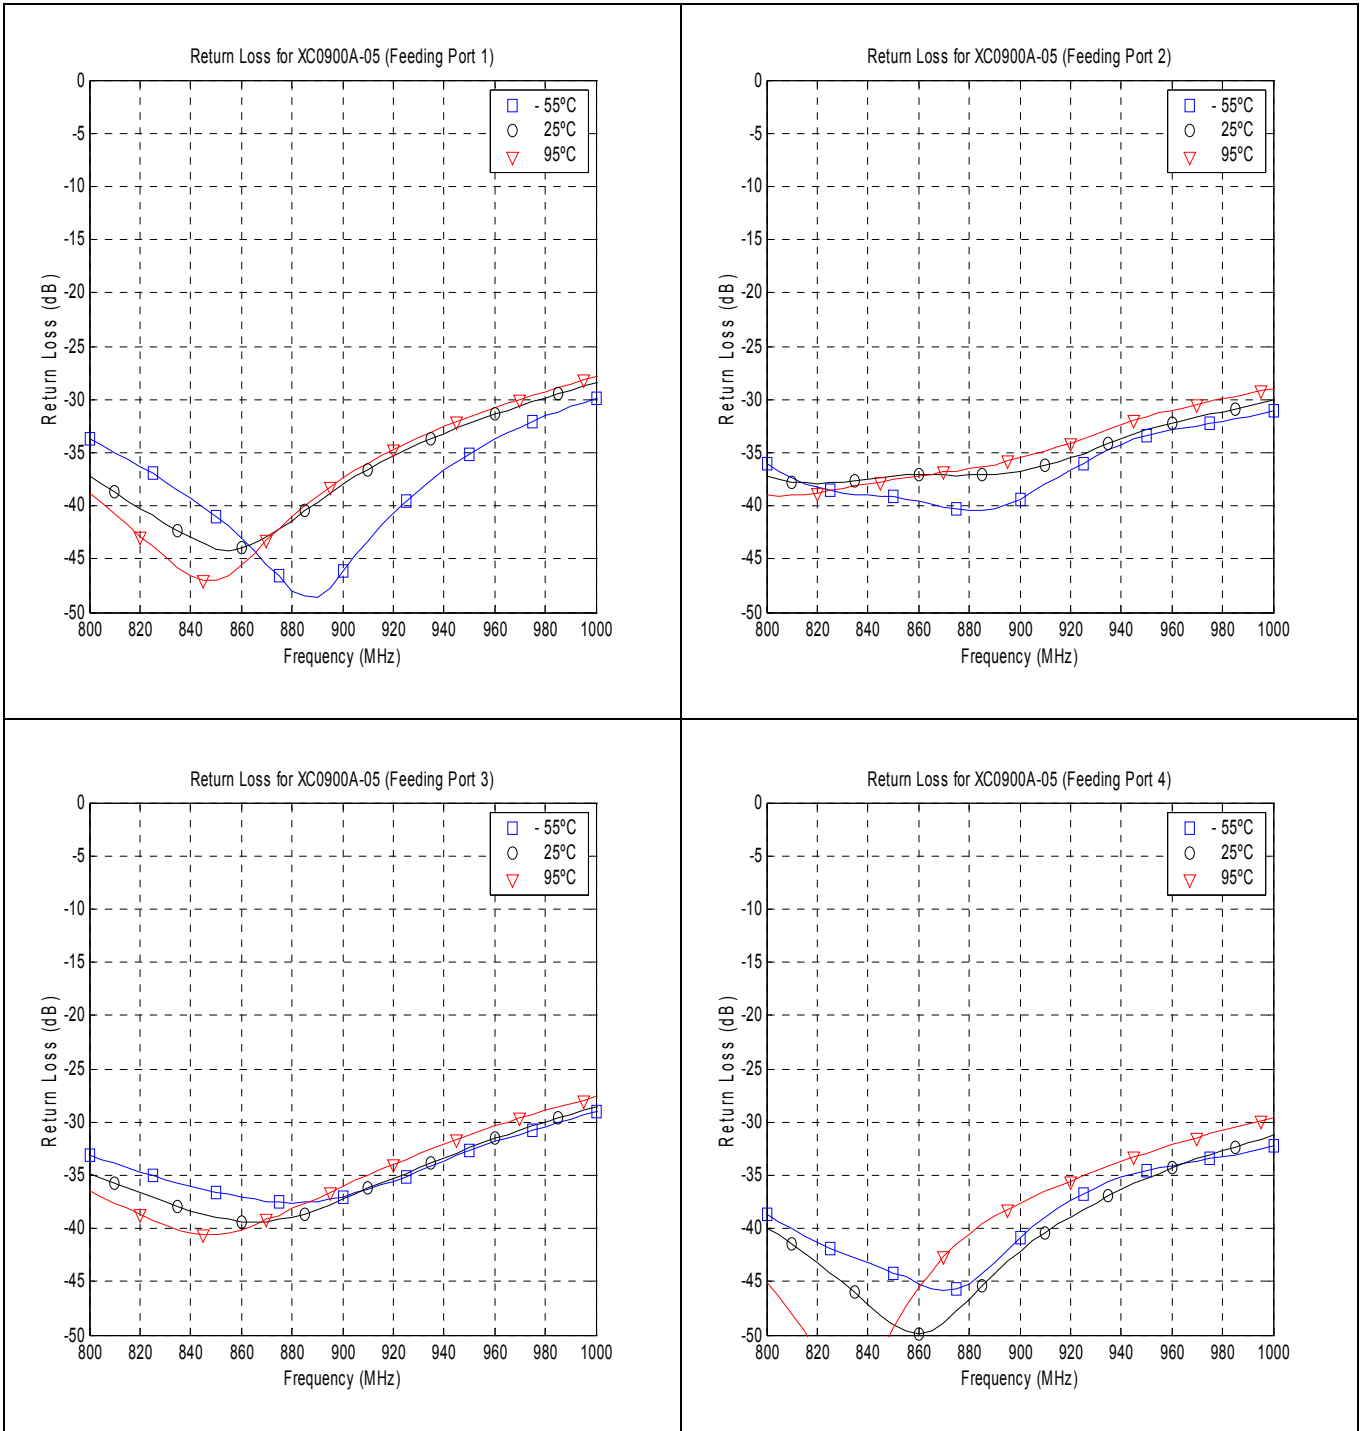 Return Loss for XC0900A-05 (Feeding Port 1)
0
-5
-10
-15
-20
-25
-30
-35
-40
-45
-50
Return Loss (dB)
800 820 840 860 880 900 920 940 960 980 1000
Frequency (MHz)
- 55ºC
25ºC
95ºC
Return Loss for XC0900A-05 (Feeding Port 2)
0
-5
-10
-15
-20
-25
-30
-35
-40
-45
-50
Return Loss (dB)
800 820 840 860 880 900 920 940 960 980 1000
Frequency (MHz)
- 55ºC
25ºC
95ºC
Return Loss for XC0900A-05 (Feeding Port 3)
0
-5
-10
-15
-20
-25
-30
-35
-40
-45
-50
Return Loss (dB)
800 820 840 860 880 900 920 940 960 980 1000
Frequency (MHz)
- 55ºC
25ºC
95ºC
Return Loss for XC0900A-05 (Feeding Port 4)
0
-5
-10
-15
-20
-25
-30
-35
-40
-45
-50
Return Loss (dB)
800 820 840 860 880 900 920 940 960 980 1000
Frequency (MHz)
- 55ºC
25ºC
95ºC